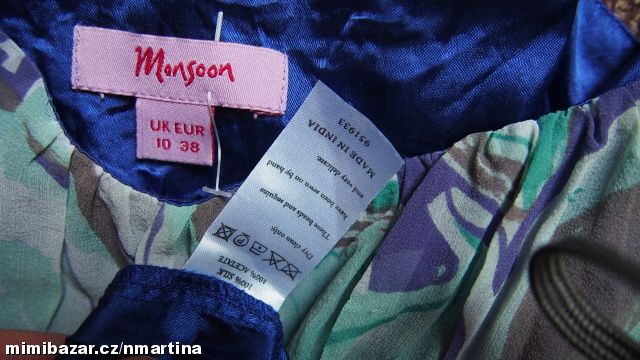 Monsoon
UK EUR
10 38
100% SILK
100% ACETATE
Dry clean only
These beads and sequins
have been sewn on by hand
and very delicate.
MADE IN INDIA
951933
mimibazar.cz/nmartina